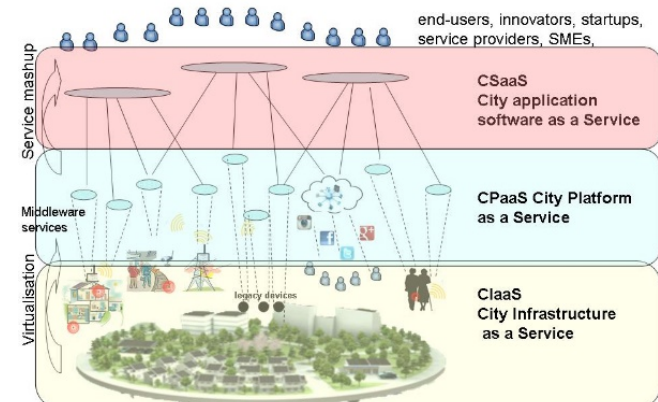 end-users, innovators, startups,
service providers, SMEs,
Service mashup
CSaaS
City application
software as a Service
CPaaS City Platform
as a Service
Middleware
services
Virtualisation
legacy devices
CIaaS
City Infrastructure
as a Service